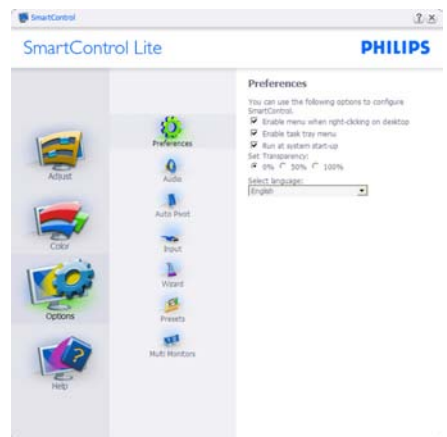 SmartControl
SmartControl Lite
PHILIPS
Adjust
Color
Options
Help
Preferences
Audio
Auto Pivot
Input
Wizard
Presets
Multi Monitors
Preferences
You can use the following options to configure
SmartControl.
Enable menu when right-clicking on desktop
Enable task tray menu
Run at system start-up
Set Transparency:
0% 50% 100%
Select language:
English